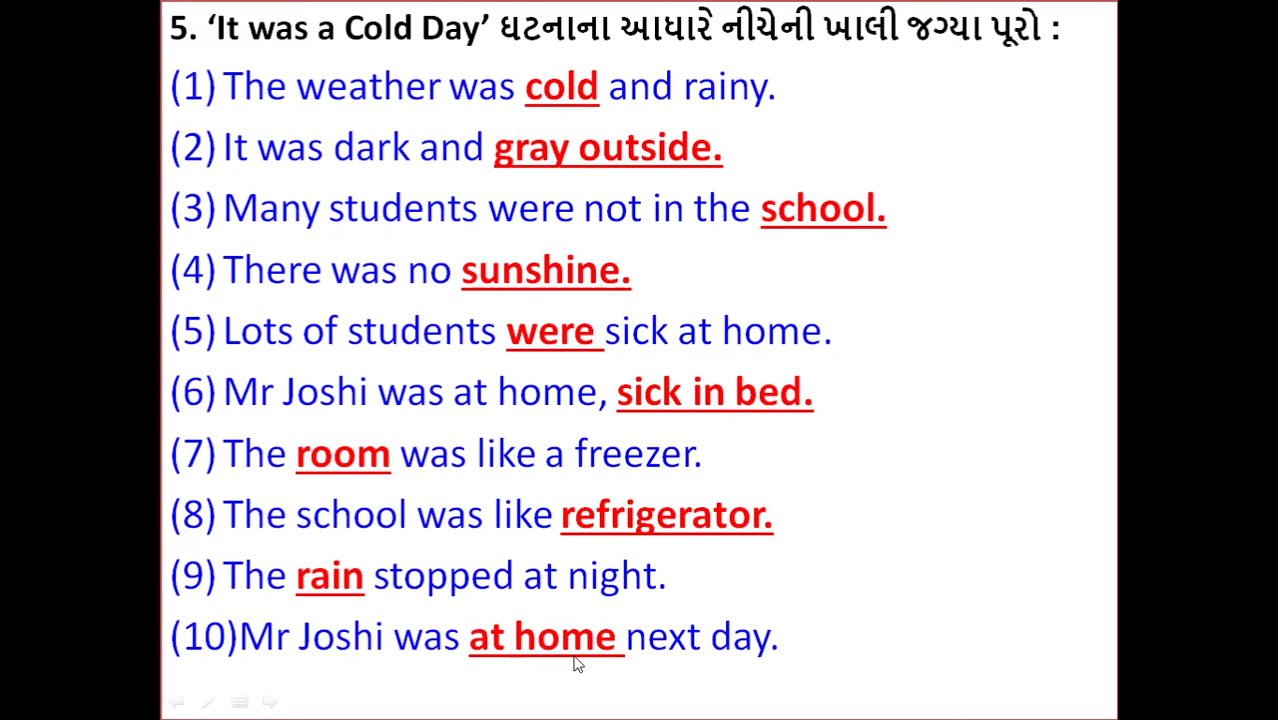 5. ‘It was a Cold Day’ ઘટનાના આધારે નીચેની ખાલી જગ્યા પૂરો :
(1) The weather was cold and rainy.
(2) It was dark and gray outside.
(3) Many students were not in the school.
(4) There was no sunshine.
(5) Lots of students were sick at home.
(6) Mr Joshi was at home, sick in bed.
(7) The room was like a freezer.
(8) The school was like refrigerator.
(9) The rain stopped at night.
(10)Mr Joshi was at home next day.